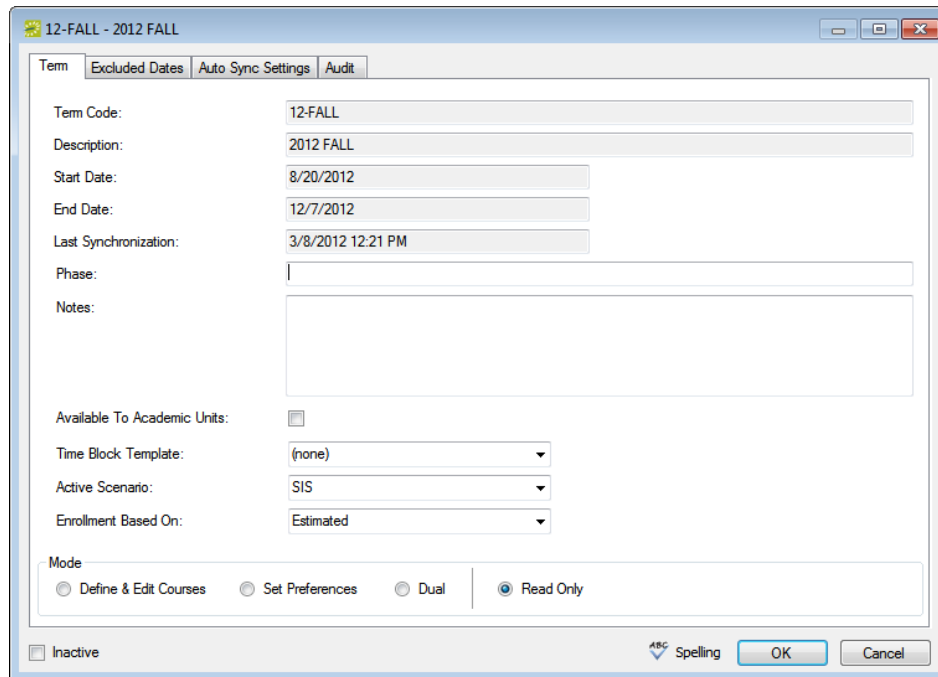 12-FALL - 2012 FALL
Term Excluded Dates Auto Sync Settings Audit
Term Code: 12-FALL
Description: 2012 FALL
Start Date: 8/20/2012
End Date: 12/7/2012
Last Synchronization: 3/8/2012 12:21 PM
Phase:
Notes:
Available To Academic Units:
Time Block Template: (none)
Active Scenario: SIS
Enrollment Based On: Estimated
Mode
Define & Edit Courses Set Preferences Dual Read Only
Inactive ABC Spelling OK Cancel